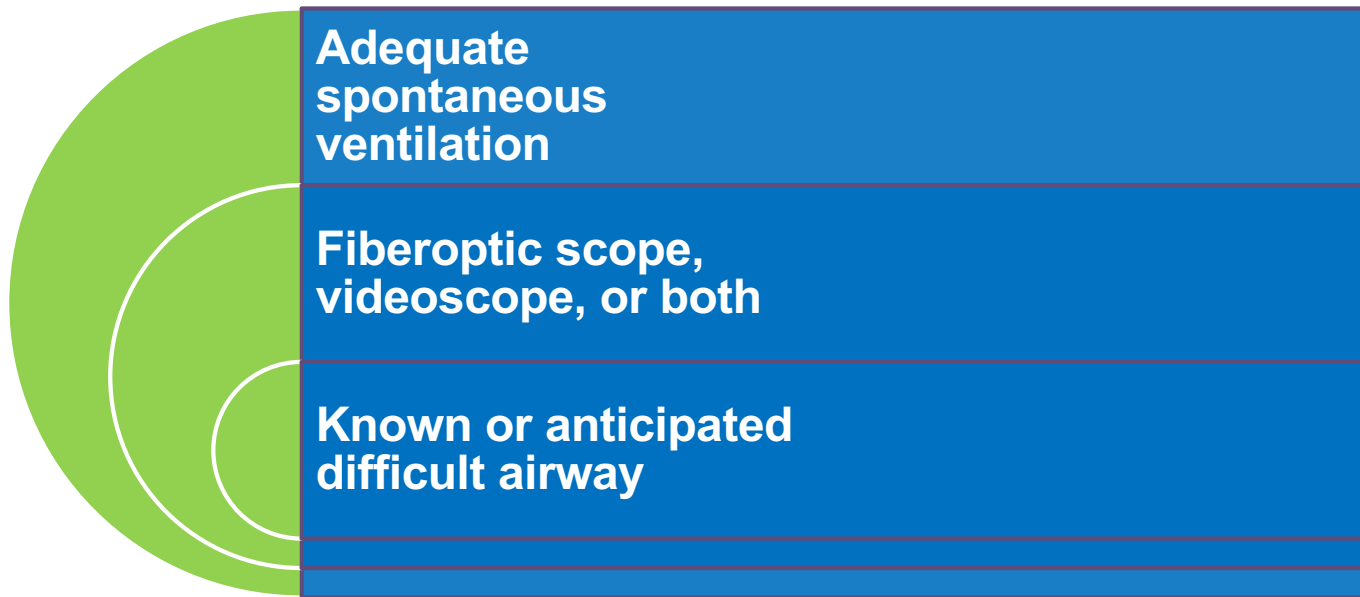 Adequate
spontaneous
ventilation
Fiberoptic scope,
videoscope, or both
Known or anticipated
difficult airway